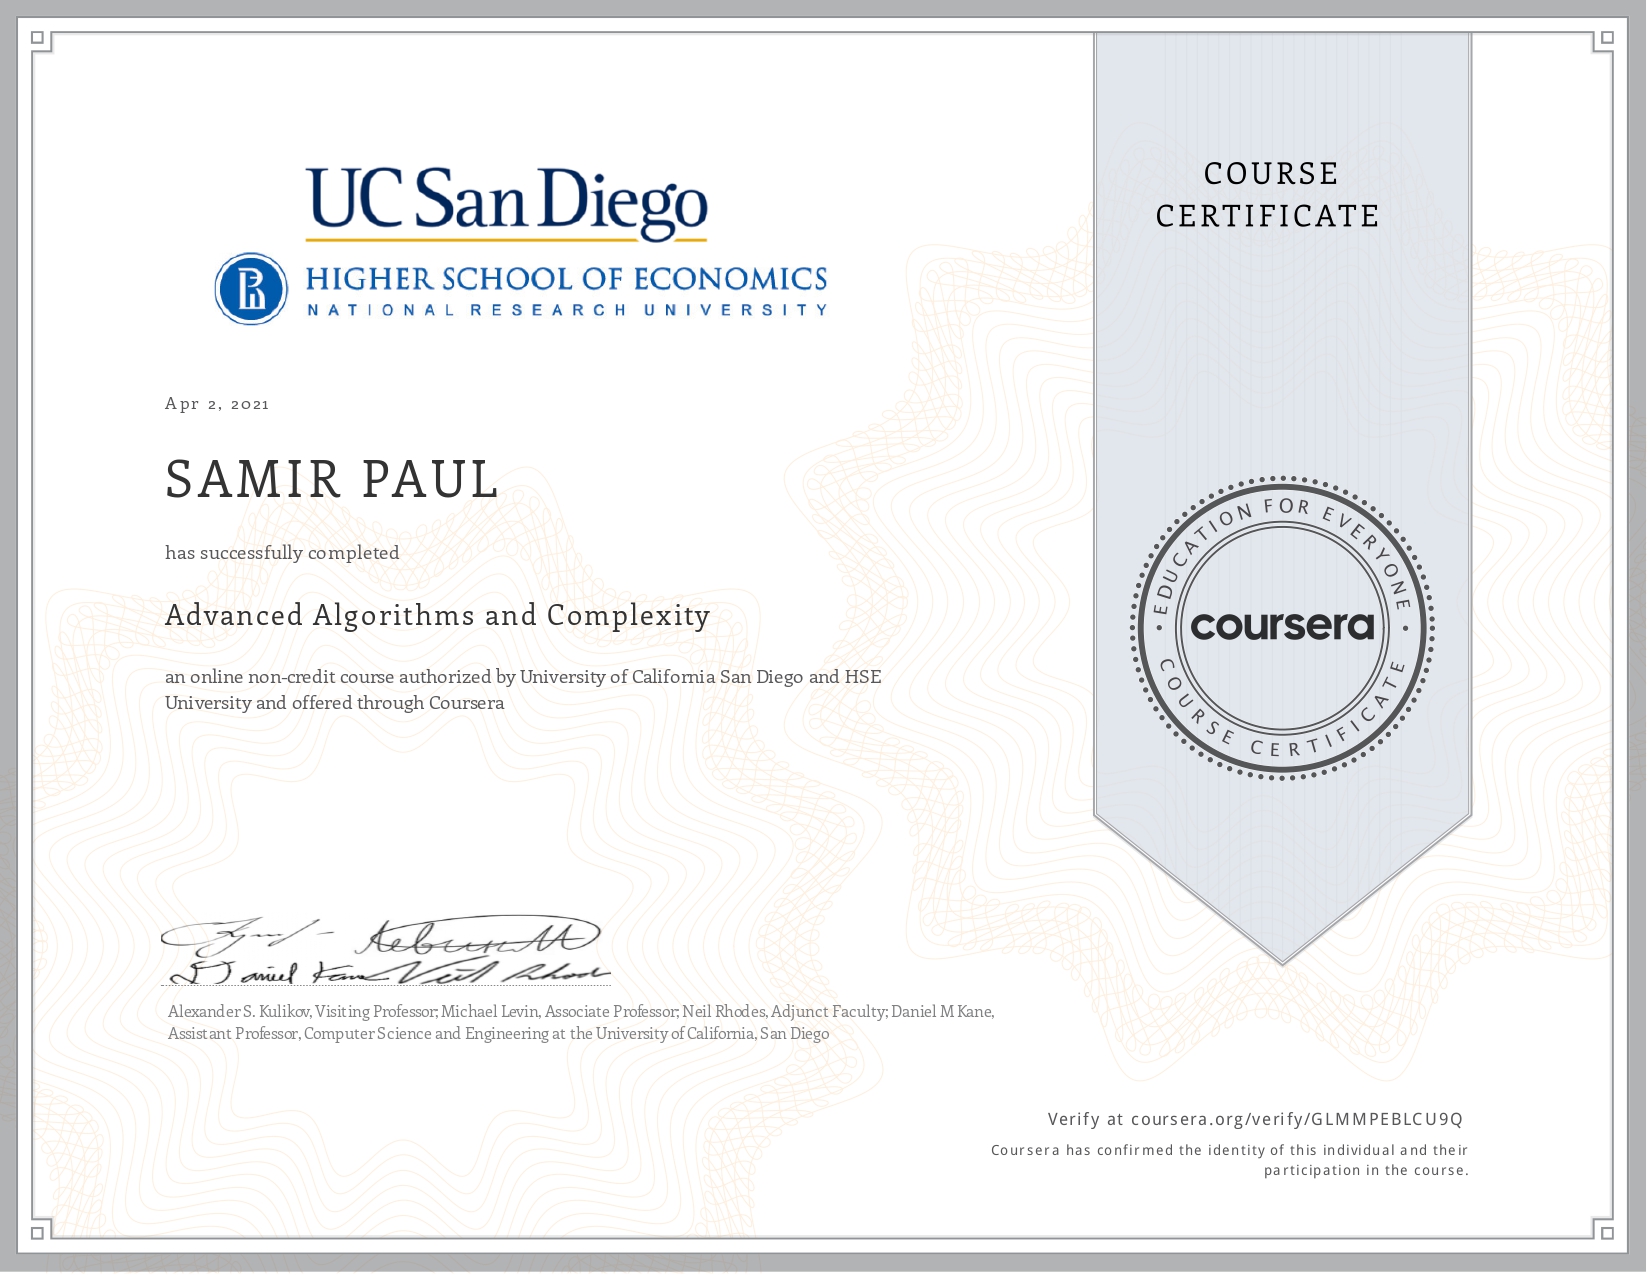 UC San Diego
HIGHER SCHOOL OF ECONOMICS
NATIONAL RESEARCH UNIVERSITY
COURSE
CERTIFICATE
Apr 2, 2021
SAMIR PAUL
has successfully completed
Advanced Algorithms and Complexity
an online non-credit course authorized by University of California San Diego and HSE
University and offered through Coursera
EDUCATION FOR EVERYONE
coursera
COURSE CERTIFICATE
Daniel Kane Neil Rhodes
Alexander S. Kulikov, Visiting Professor; Michael Levin, Associate Professor; Neil Rhodes, Adjunct Faculty; Daniel M Kane,
Assistant Professor, Computer Science and Engineering at the University of California, San Diego
Verify at coursera.org/verify/GLMMPEBLCU9Q
Coursera has confirmed the identity of this individual and their
participation in the course.